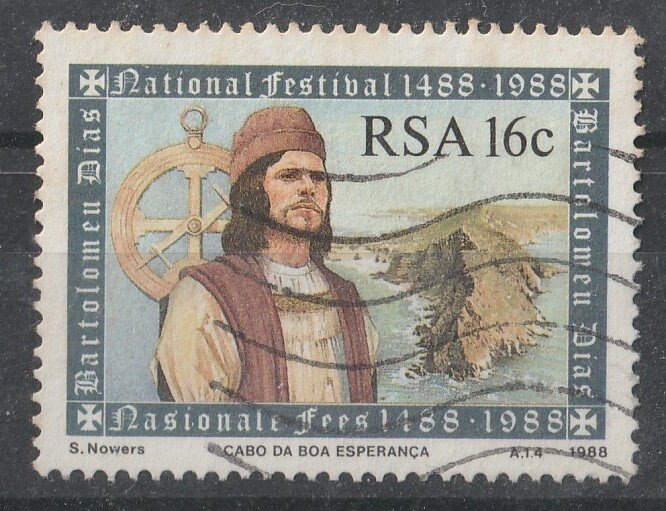 National Festival 1488·1988
Bartolomeu Dias
RSA 16c
Bartolomeu Dias
Nasionale Fees 1488·1988
S. Nowers CABO DA BOA ESPERANÇA A.1.4 1988